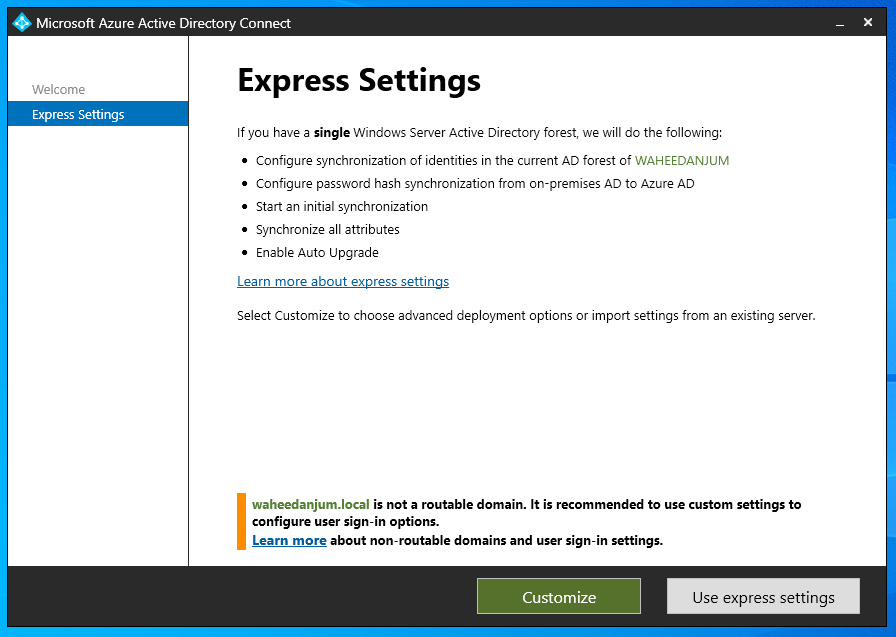 Microsoft Azure Active Directory Connect
Welcome
Express Settings
Express Settings
If you have a single Windows Server Active Directory forest, we will do the following:
• Configure synchronization of identities in the current AD forest of WAHEEDANJUM
• Configure password hash synchronization from on-premises AD to Azure AD
• Start an initial synchronization
• Synchronize all attributes
• Enable Auto Upgrade
Learn more about express settings
Select Customize to choose advanced deployment options or import settings from an existing server.
waheedanjum.local is not a routable domain. It is recommended to use custom settings to
configure user sign-in options.
Learn more about non-routable domains and user sign-in settings.
Customize
Use express settings